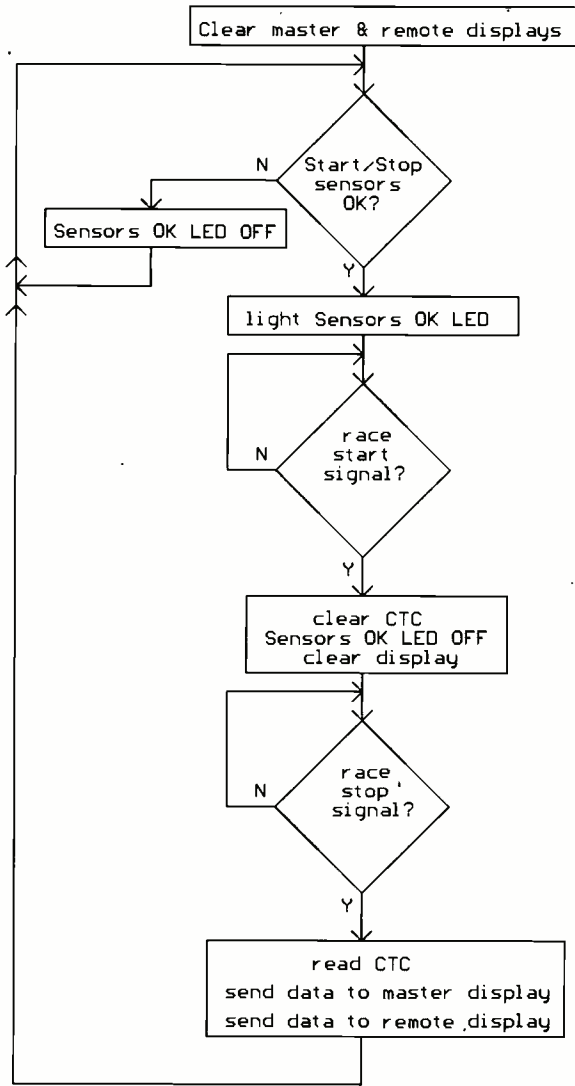 Clear master & remote displays
Start/Stop
sensors
OK?
N
Sensors OK LED OFF
Y
light Sensors OK LED
race
start
signal?
N
Y
clear CTC
Sensors OK LED OFF
clear display
race
stop
signal?
N
Y
read CTC
send data to master display
send data to remote display